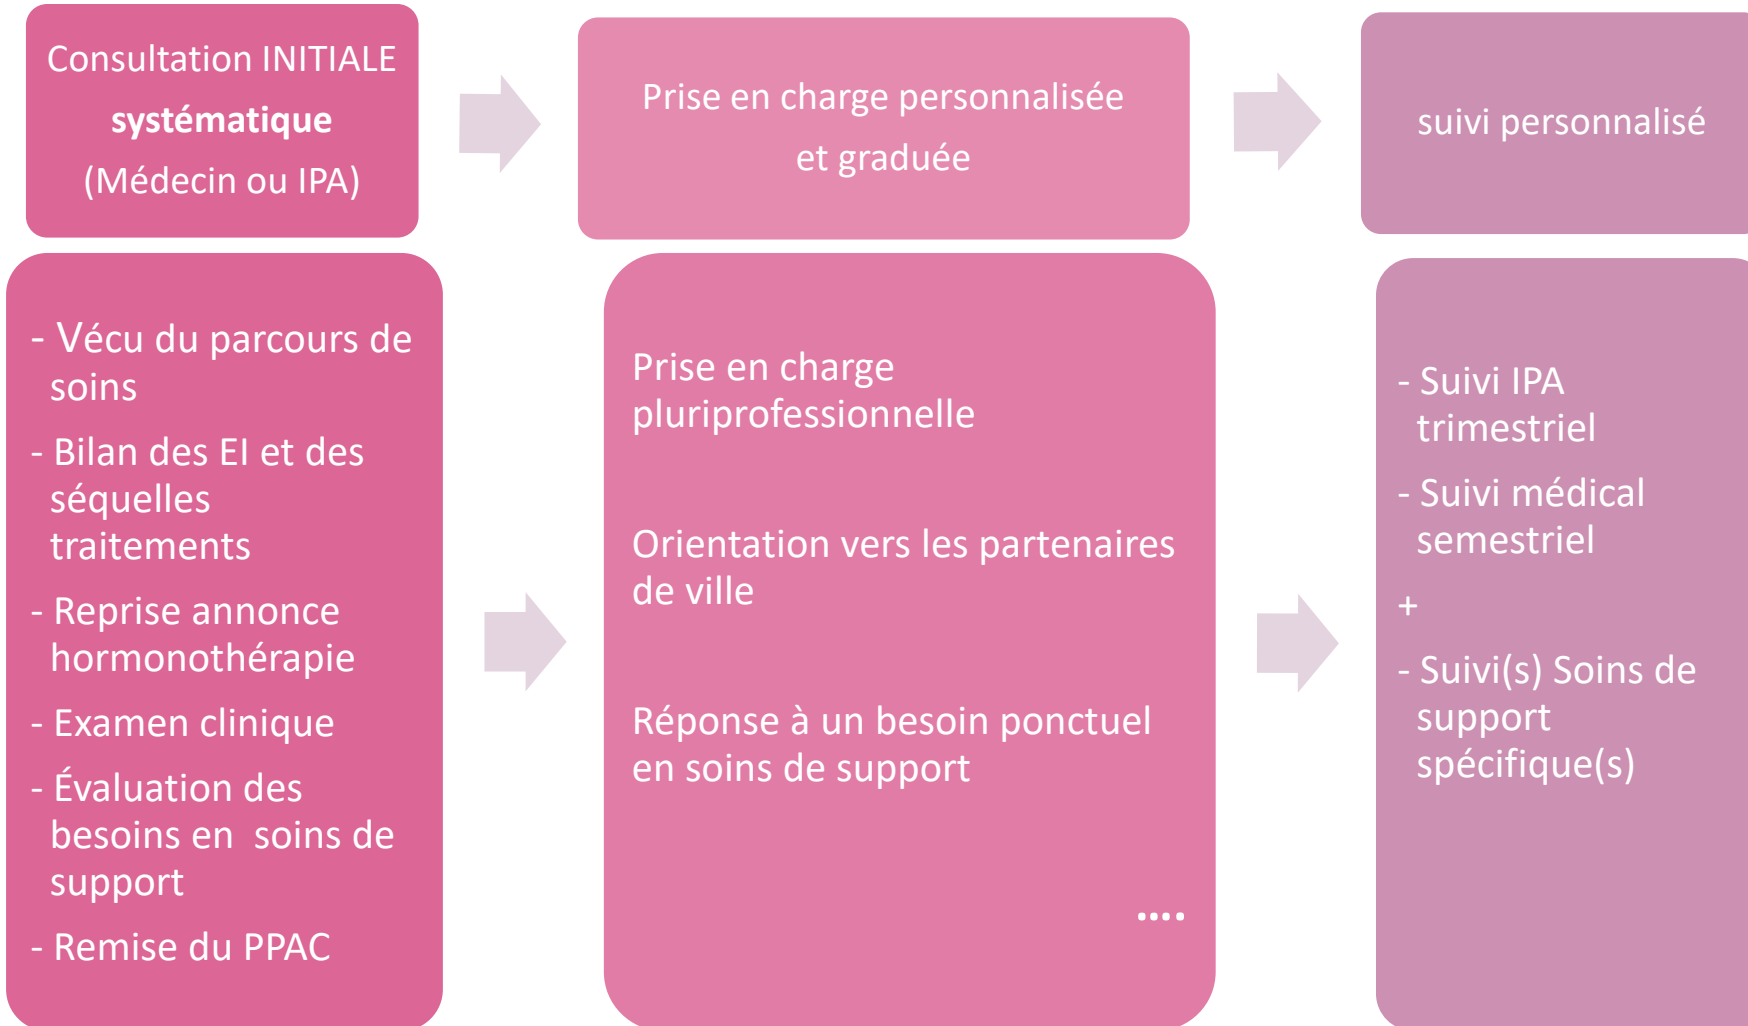 Consultation INITIALE
systématique
(Médecin ou IPA)
Prise en charge personnalisée
et graduée
suivi personnalisé
- Vécu du parcours de
soins
- Bilan des EI et des
séquelles
traitements
- Reprise annonce
hormonothérapie
- Examen clinique
- Évaluation des
besoins en  soins de
support
- Remise du PPAC
Prise en charge
pluriprofessionnelle
Orientation vers les partenaires
de ville
Réponse à un besoin ponctuel
en soins de support
....
- Suivi IPA
trimestriel
- Suivi médical
semestriel
+
- Suivi(s) Soins de
support
spécifique(s)